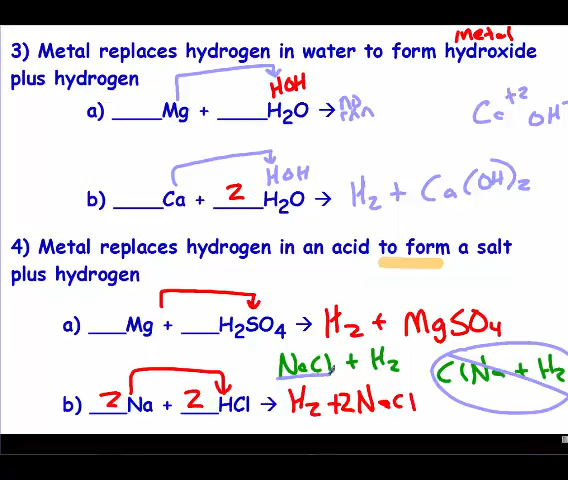 metal
3) Metal replaces hydrogen in water to form hydroxide
plus hydrogen
HOH
a) ____Mg + ____H₂O → no rxn
Ca⁺² OH⁻
HOH
b) ____Ca + 2 H₂O → H₂ + Ca(OH)₂
4) Metal replaces hydrogen in an acid to form a salt
plus hydrogen
a) ___Mg + ___H₂SO₄ → H₂ + MgSO₄
NaCl + H₂
ClNa + H₂
b) 2 Na + 2 HCl → H₂ + 2NaCl